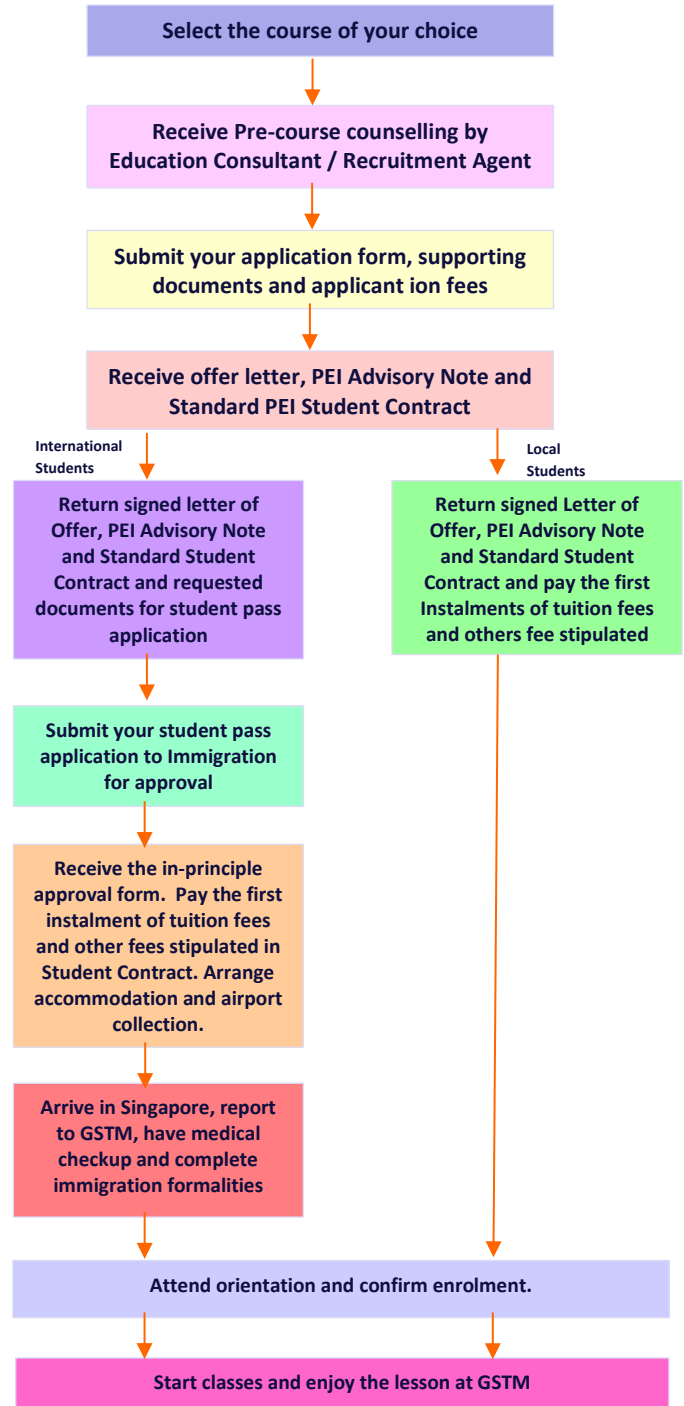 Select the course of your choice
Receive Pre-course counselling by
Education Consultant / Recruitment Agent
Submit your application form, supporting
documents and applicant ion fees
Receive offer letter, PEI Advisory Note and
Standard PEI Student Contract
International
Students
Local
Students
Return signed letter of
Offer, PEI Advisory Note
and Standard Student
Contract and requested
documents for student pass
application
Return signed Letter of
Offer, PEI Advisory Note
and Standard Student
Contract and pay the first
Instalments of tuition fees
and others fee stipulated
Submit your student pass
application to Immigration
for approval
Receive the in-principle
approval form. Pay the first
instalment of tuition fees
and other fees stipulated in
Student Contract. Arrange
accommodation and airport
collection.
Arrive in Singapore, report
to GSTM, have medical
checkup and complete
immigration formalities
Attend orientation and confirm enrolment.
Start classes and enjoy the lesson at GSTM